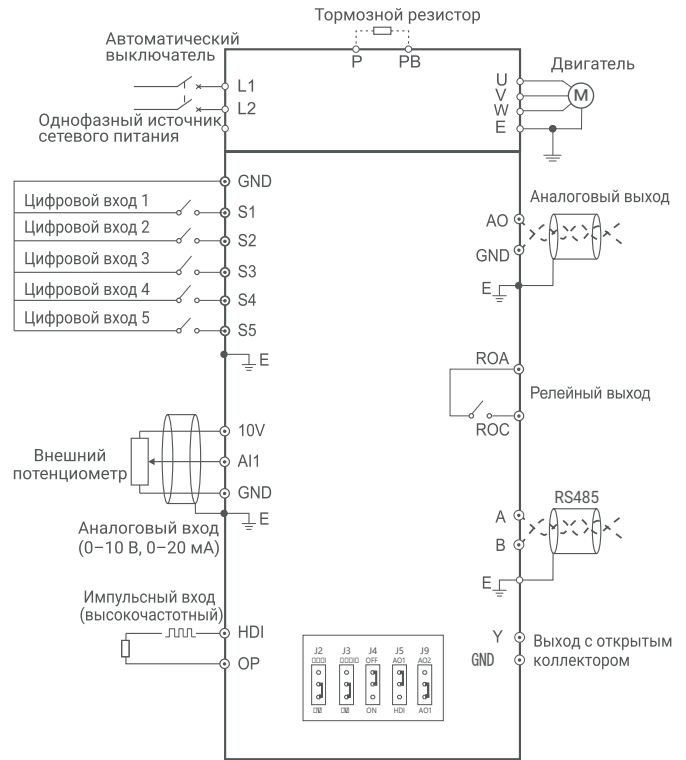 Тормозной резистор
P PB
Автоматический
выключатель
L1
L2
Однофазный источник
сетевого питания
U
V
W
E
Двигатель
M
GND
Цифровой вход 1
S1
Цифровой вход 2
S2
Цифровой вход 3
S3
Цифровой вход 4
S4
Цифровой вход 5
S5
E
Аналоговый выход
AO
GND
E
ROA
Релейный выход
ROC
10V
Внешний
потенциометр
AI1
GND
E
Аналоговый вход
(0–10 В, 0–20 мА)
RS485
A
B
E
Импульсный вход
(высокочастотный)
HDI
OP
Y
GND
Выход с открытым
коллектором
J2 J3 J4 J5 J9
OFF AO1 AO2
ON HDI AO1